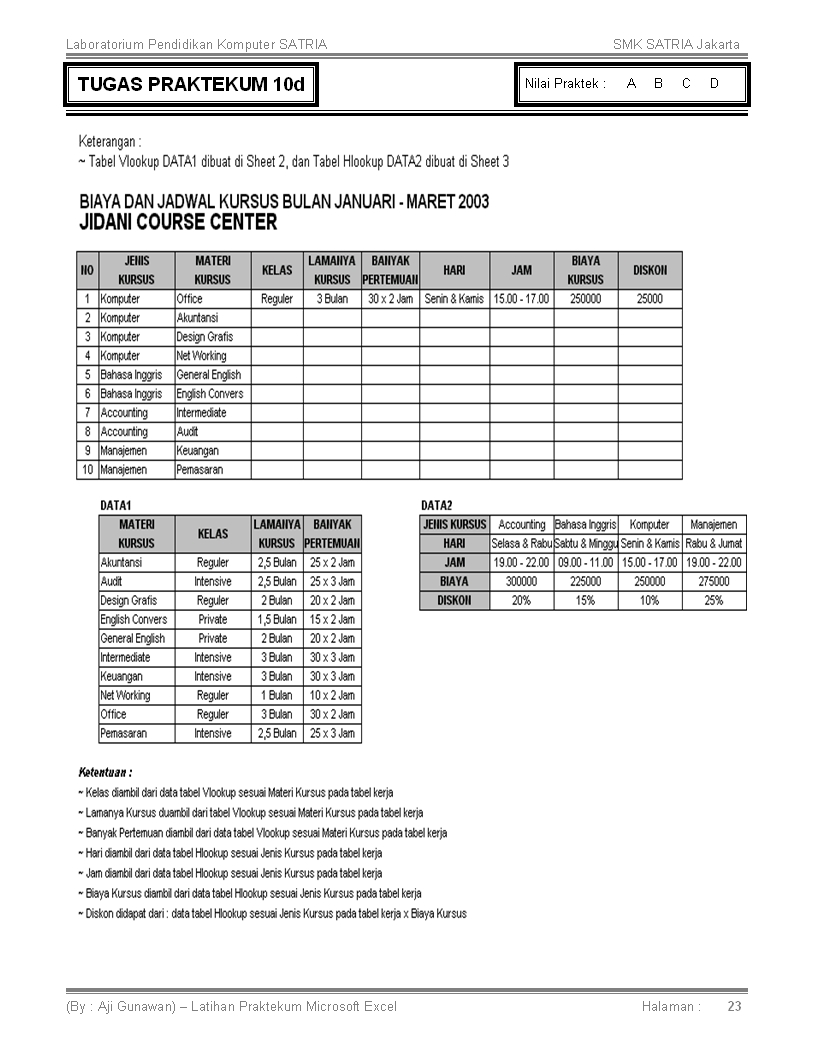 Laboratorium Pendidikan Komputer SATRIA SMK SATRIA Jakarta
TUGAS PRAKTEKUM 10d
Nilai Praktek : A B C D
Keterangan :
~ Tabel Vlookup DATA1 dibuat di Sheet 2, dan Tabel Hlookup DATA2 dibuat di Sheet 3
BIAYA DAN JADWAL KURSUS BULAN JANUARI - MARET 2003
JIDANI COURSE CENTER
NO JENIS KURSUS MATERI KURSUS KELAS LAMANYA KURSUS BANYAK PERTEMUAN HARI JAM BIAYA KURSUS DISKON
1 Komputer Office Reguler 3 Bulan 30 x 2 Jam Senin & Kamis 15.00 - 17.00 250000 25000
2 Komputer Akuntansi
3 Komputer Design Grafis
4 Komputer Net Working
5 Bahasa Inggris General English
6 Bahasa Inggris English Convers
7 Accounting Intermediate
8 Accounting Audit
9 Manajemen Keuangan
10 Manajemen Pemasaran
DATA1
MATERI KURSUS KELAS LAMANYA KURSUS BANYAK PERTEMUAN
Akuntansi Reguler 2,5 Bulan 25 x 2 Jam
Audit Intensive 2,5 Bulan 25 x 3 Jam
Design Grafis Reguler 2 Bulan 20 x 2 Jam
English Convers Private 1,5 Bulan 15 x 2 Jam
General English Private 2 Bulan 20 x 2 Jam
Intermediate Intensive 3 Bulan 30 x 3 Jam
Keuangan Intensive 3 Bulan 30 x 3 Jam
Net Working Reguler 1 Bulan 10 x 2 Jam
Office Reguler 3 Bulan 30 x 2 Jam
Pemasaran Intensive 2,5 Bulan 25 x 3 Jam
DATA2
JENIS KURSUS Accounting Bahasa Inggris Komputer Manajemen
HARI Selasa & Rabu Sabtu & Minggu Senin & Kamis Rabu & Jumat
JAM 19.00 - 22.00 09.00 - 11.00 15.00 - 17.00 19.00 - 22.00
BIAYA 300000 225000 250000 275000
DISKON 20% 15% 10% 25%
Ketentuan :
~ Kelas diambil dari data tabel Vlookup sesuai Materi Kursus pada tabel kerja
~ Lamanya Kursus duambil dari tabel Vlookup sesuai Materi Kursus pada tabel kerja
~ Banyak Pertemuan diambil dari data tabel Vlookup sesuai Materi Kursus pada tabel kerja
~ Hari diambil dari data tabel Hlookup sesuai Jenis Kursus pada tabel kerja
~ Jam diambil dari data tabel Hlookup sesuai Jenis Kursus pada tabel kerja
~ Biaya Kursus diambil dari data tabel Hlookup sesuai Jenis Kursus pada tabel kerja
~ Diskon didapat dari : data tabel Hlookup sesuai Jenis Kursus pada tabel kerja x Biaya Kursus
(By : Aji Gunawan) – Latihan Praktekum Microsoft Excel Halaman : 23